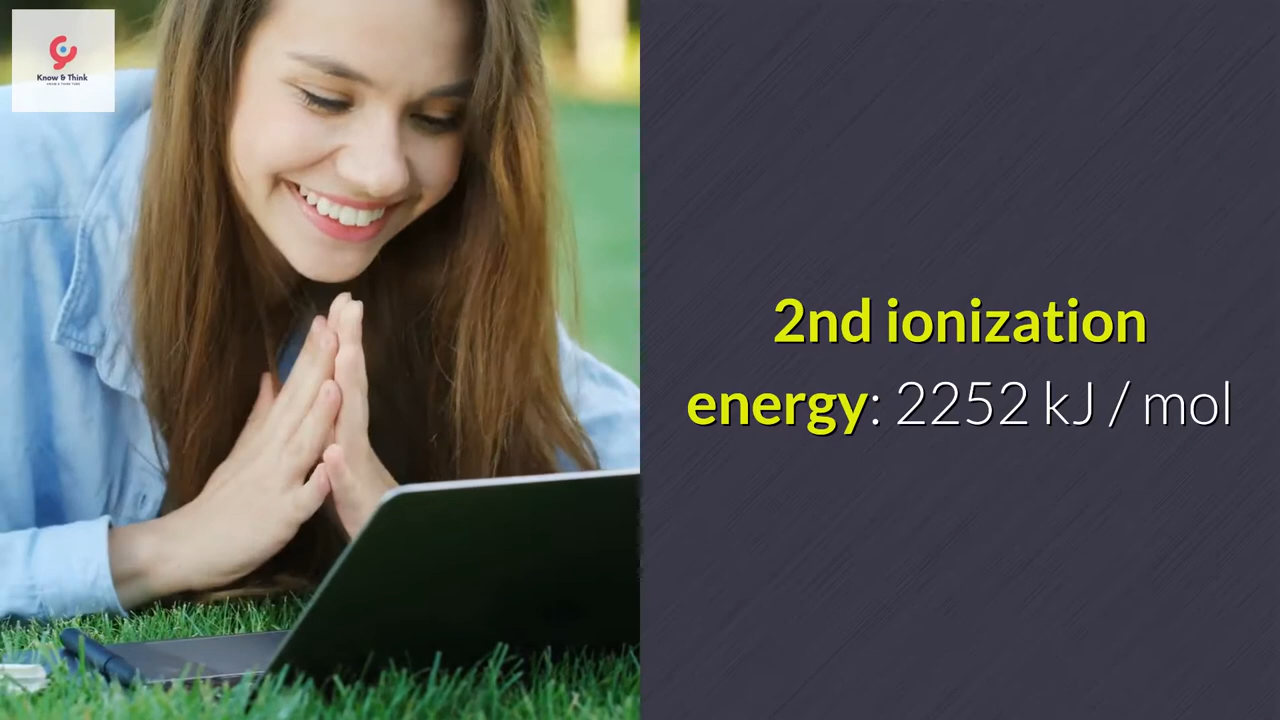 Know & Think
2nd ionization
energy: 2252 kJ / mol